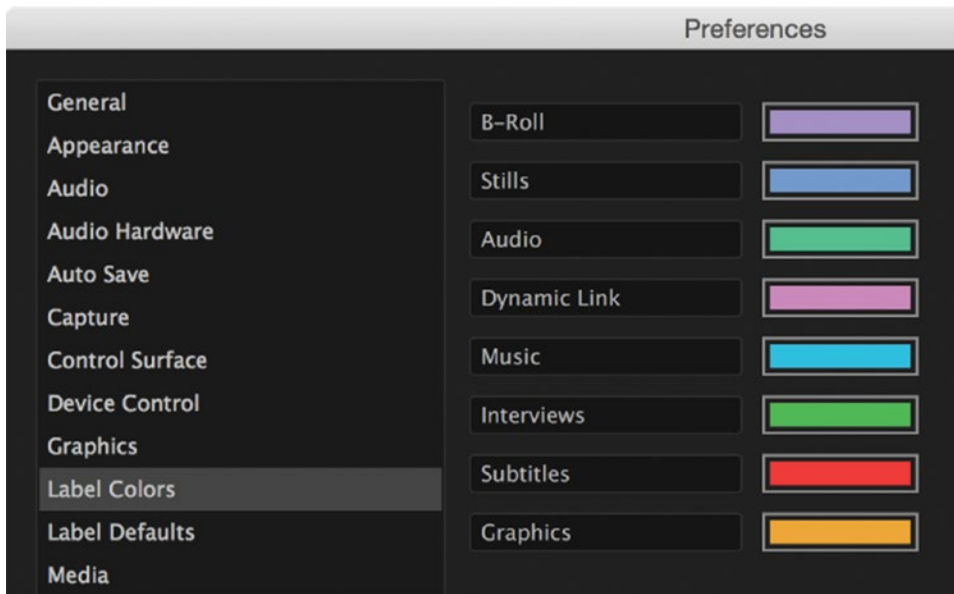 Preferences
General
Appearance
Audio
Audio Hardware
Auto Save
Capture
Control Surface
Device Control
Graphics
Label Colors
Label Defaults
Media
B-Roll
Stills
Audio
Dynamic Link
Music
Interviews
Subtitles
Graphics